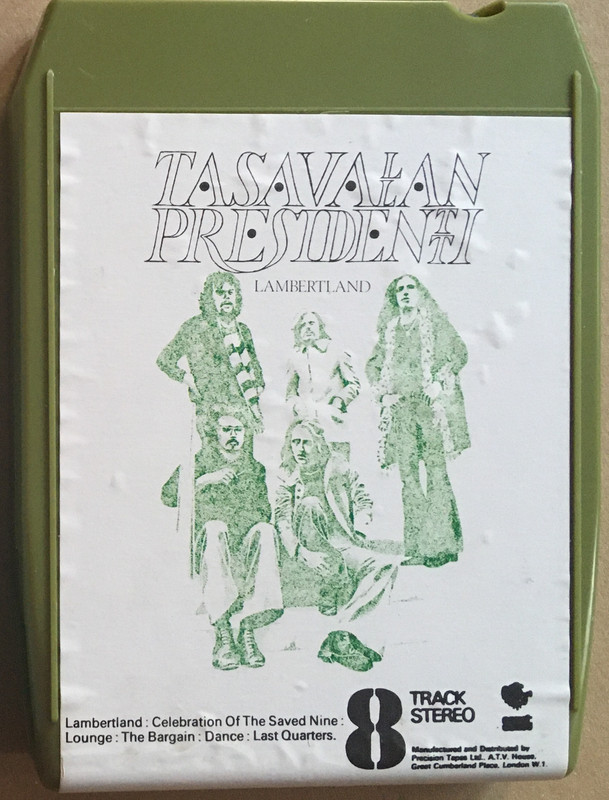 TASAVALLAN
PRESIDENTTI
LAMBERTLAND
Lambertland : Celebration Of The Saved Nine :
Lounge : The Bargain : Dance : Last Quarters.
8 TRACK
STEREO
Manufactured and Distributed by
Precision Tapes Ltd., A.T.V. House,
Great Cumberland Place, London W.1.